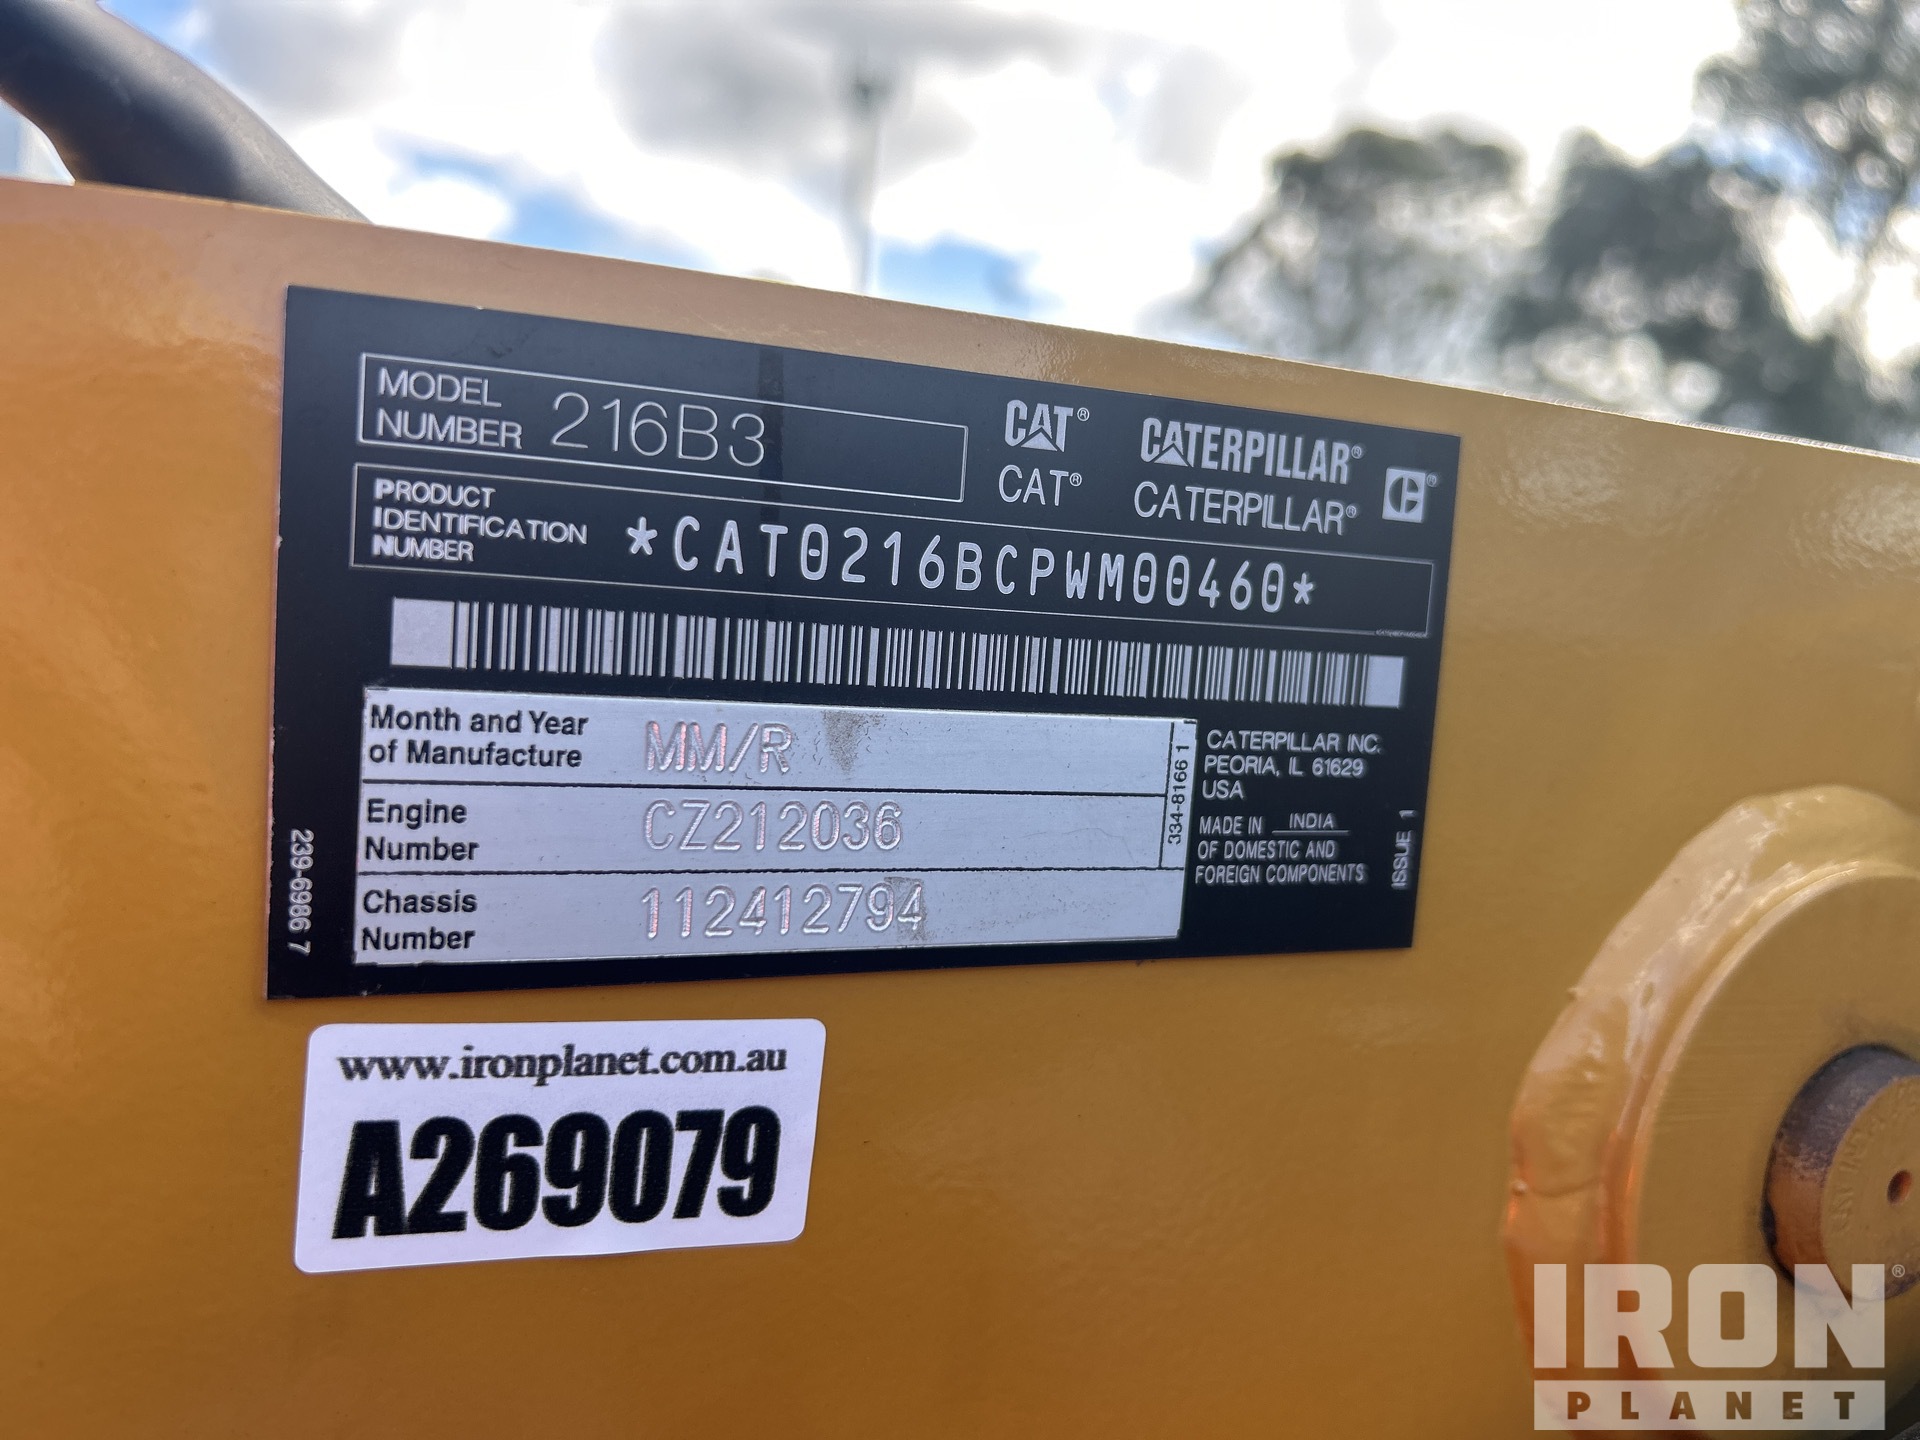 MODEL
NUMBER 216B3
CAT® CATERPILLAR®
CAT® CATERPILLAR® C®
PRODUCT
IDENTIFICATION
NUMBER
*CAT0216BCPWM00460*
Month and Year
of Manufacture
MM/R
Engine
Number
CZ212036
Chassis
Number
112412794
334-8166 1
CATERPILLAR INC.
PEORIA, IL 61629
USA
MADE IN INDIA
OF DOMESTIC AND
FOREIGN COMPONENTS
ISSUE 1
239-6986 7
www.ironplanet.com.au
A269079
IRON®
PLANET